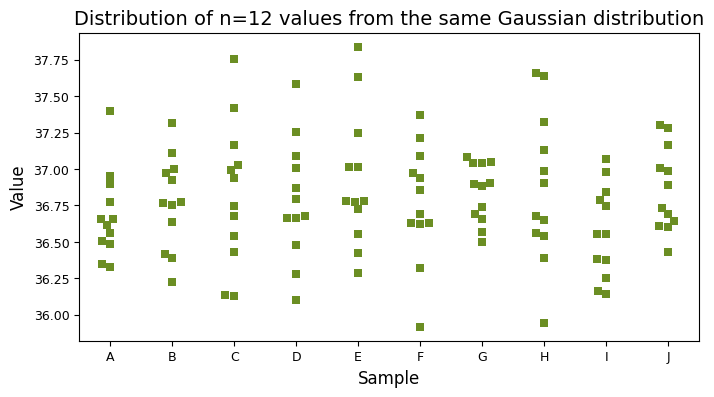 Distribution of n=12 values from the same Gaussian distribution
Value
37.75
37.50
37.25
37.00
36.75
36.50
36.25
36.00
A B C D E F G H I J
Sample